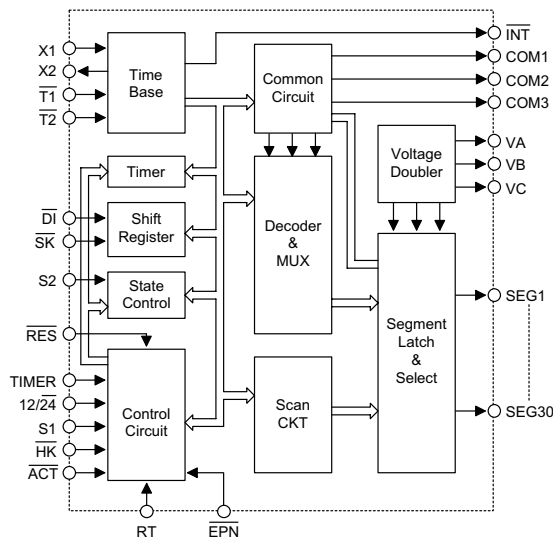 X1
X2
T1
T2
DI
SK
S2
RES
TIMER
12/24
S1
HK
ACT
RT
EPN
Time
Base
Timer
Shift
Register
State
Control
Control
Circuit
Common
Circuit
Decoder
&
MUX
Scan
CKT
Voltage
Doubler
Segment
Latch
&
Select
INT
COM1
COM2
COM3
VA
VB
VC
SEG1
SEG30